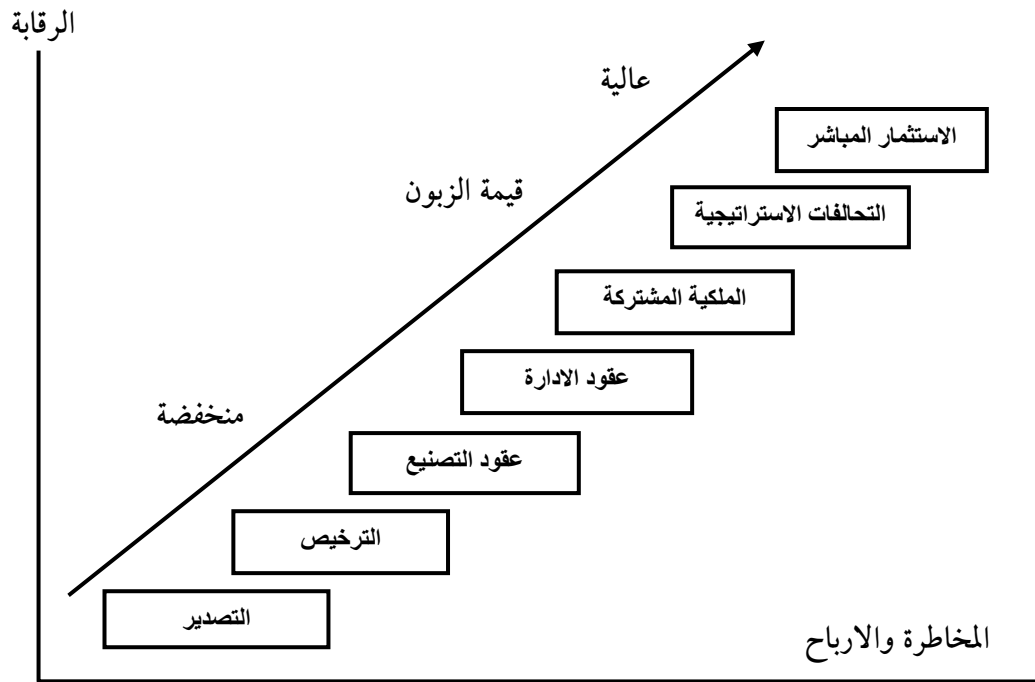 الرقابة
عالية
الاستثمار المباشر
قيمة الزبون
التحالفات الاستراتيجية
الملكية المشتركة
عقود الادارة
منخفضة
عقود التصنيع
الترخيص
التصدير
المخاطرة والارباح